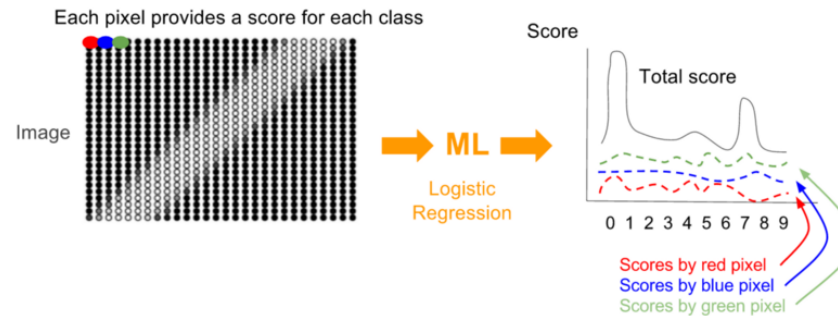 Each pixel provides a score for each class
Image
ML
Logistic
Regression
Score
Total score
0 1 2 3 4 5 6 7 8 9
Scores by red pixel
Scores by blue pixel
Scores by green pixel